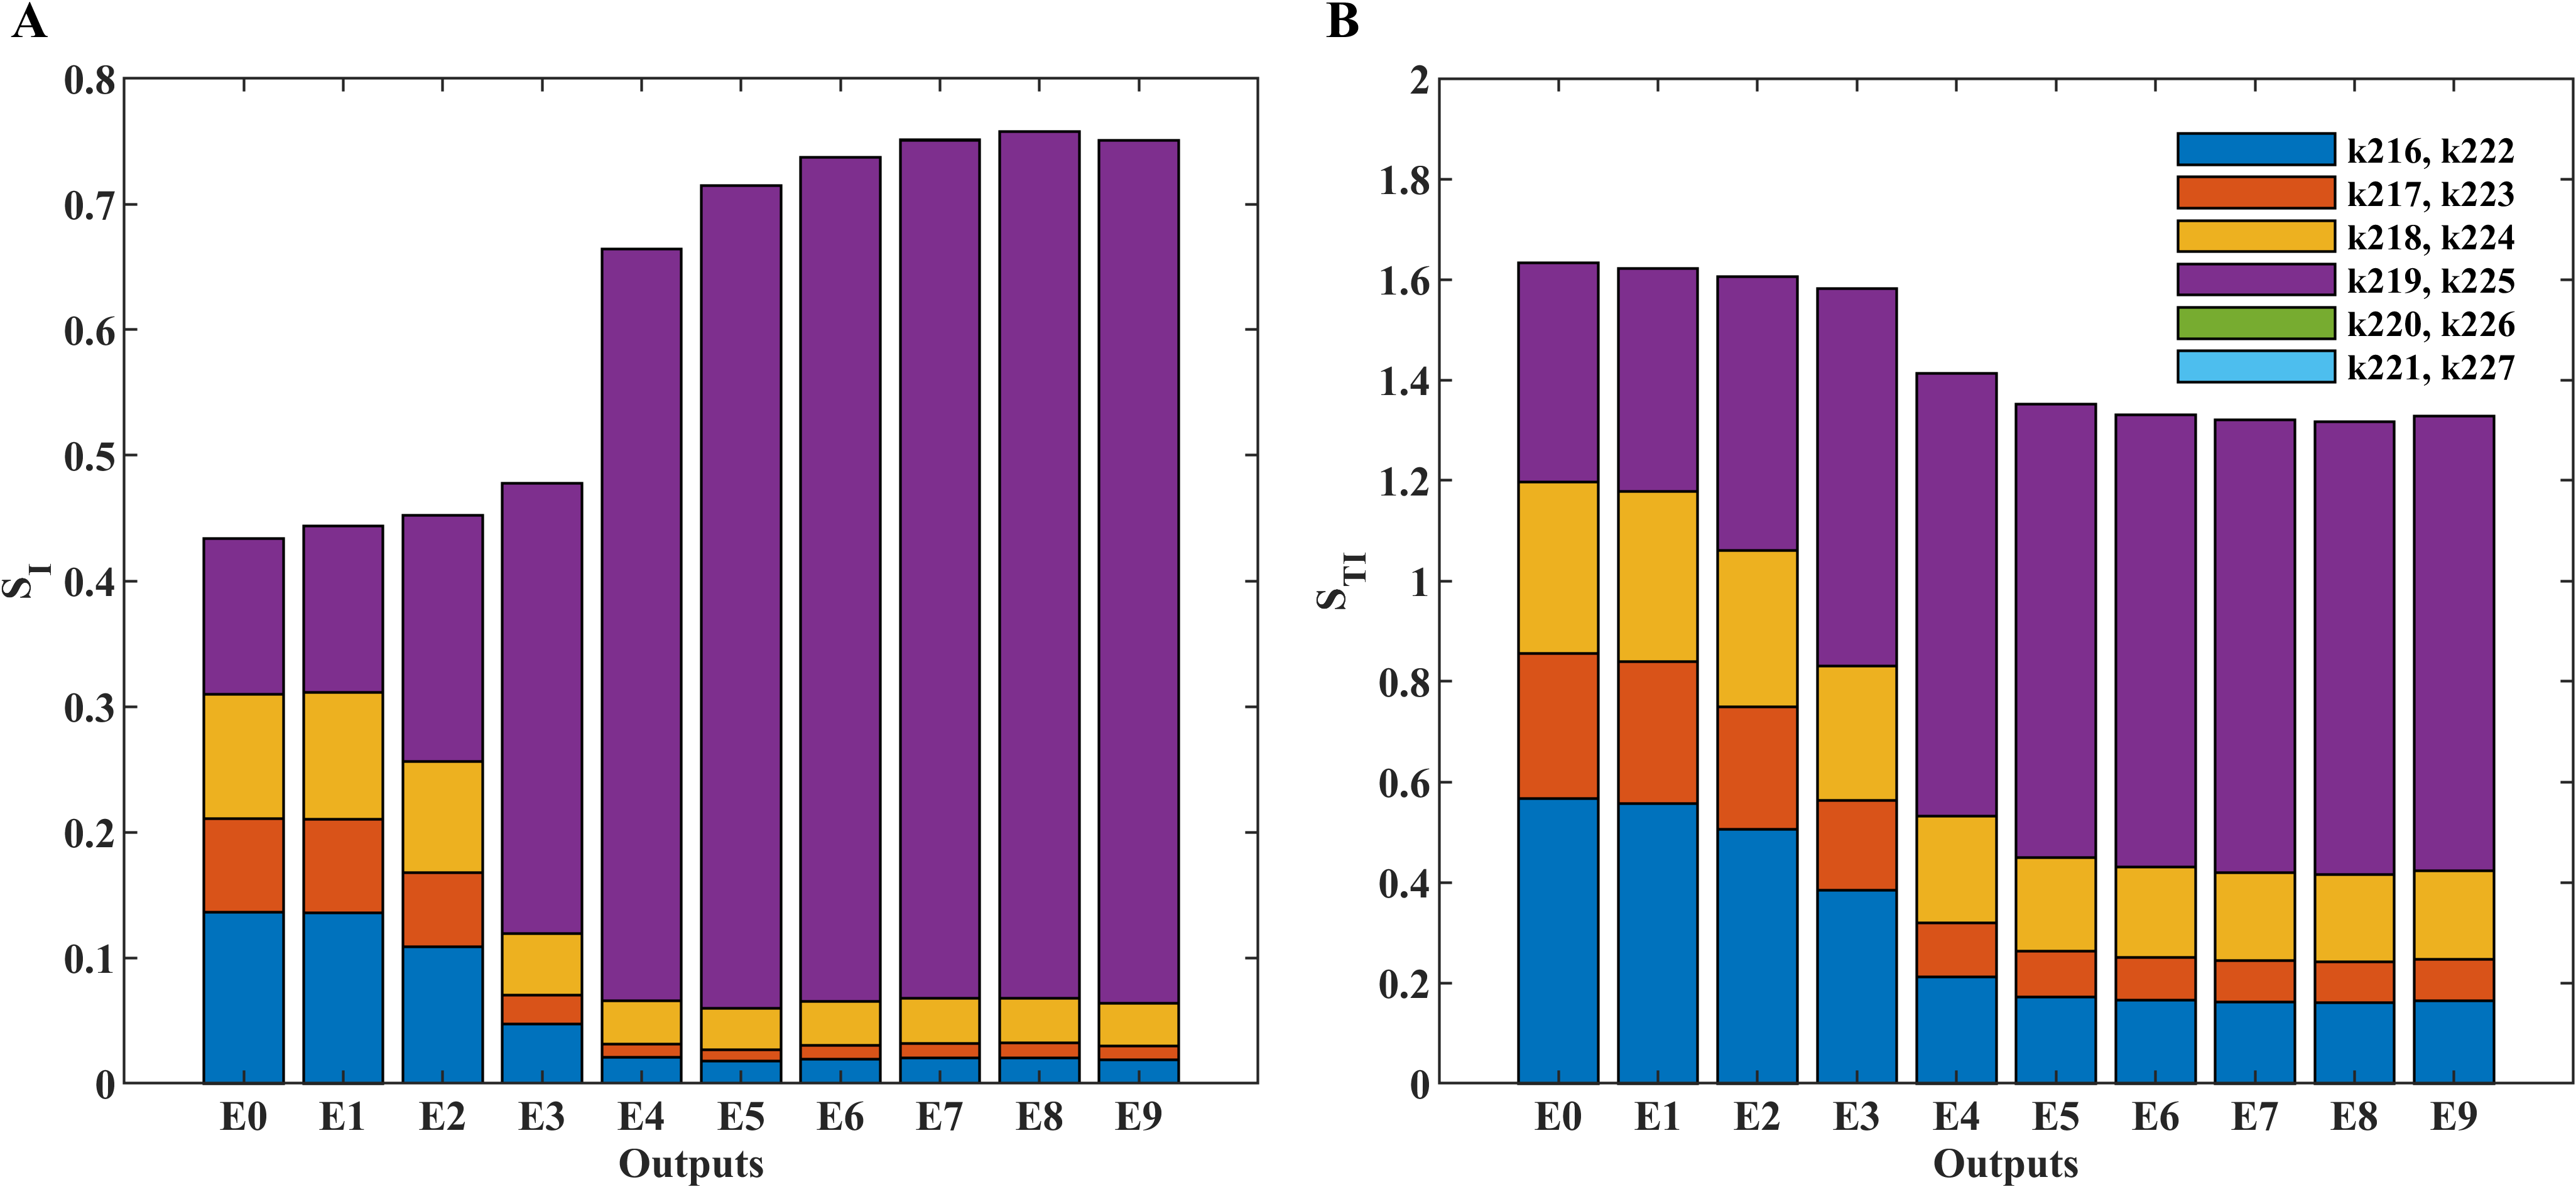 A
S_I
0.8
0.7
0.6
0.5
0.4
0.3
0.2
0.1
0
E0 E1 E2 E3 E4 E5 E6 E7 E8 E9
Outputs
B
S_TI
2
1.8
1.6
1.4
1.2
1
0.8
0.6
0.4
0.2
0
k216, k222
k217, k223
k218, k224
k219, k225
k220, k226
k221, k227
E0 E1 E2 E3 E4 E5 E6 E7 E8 E9
Outputs